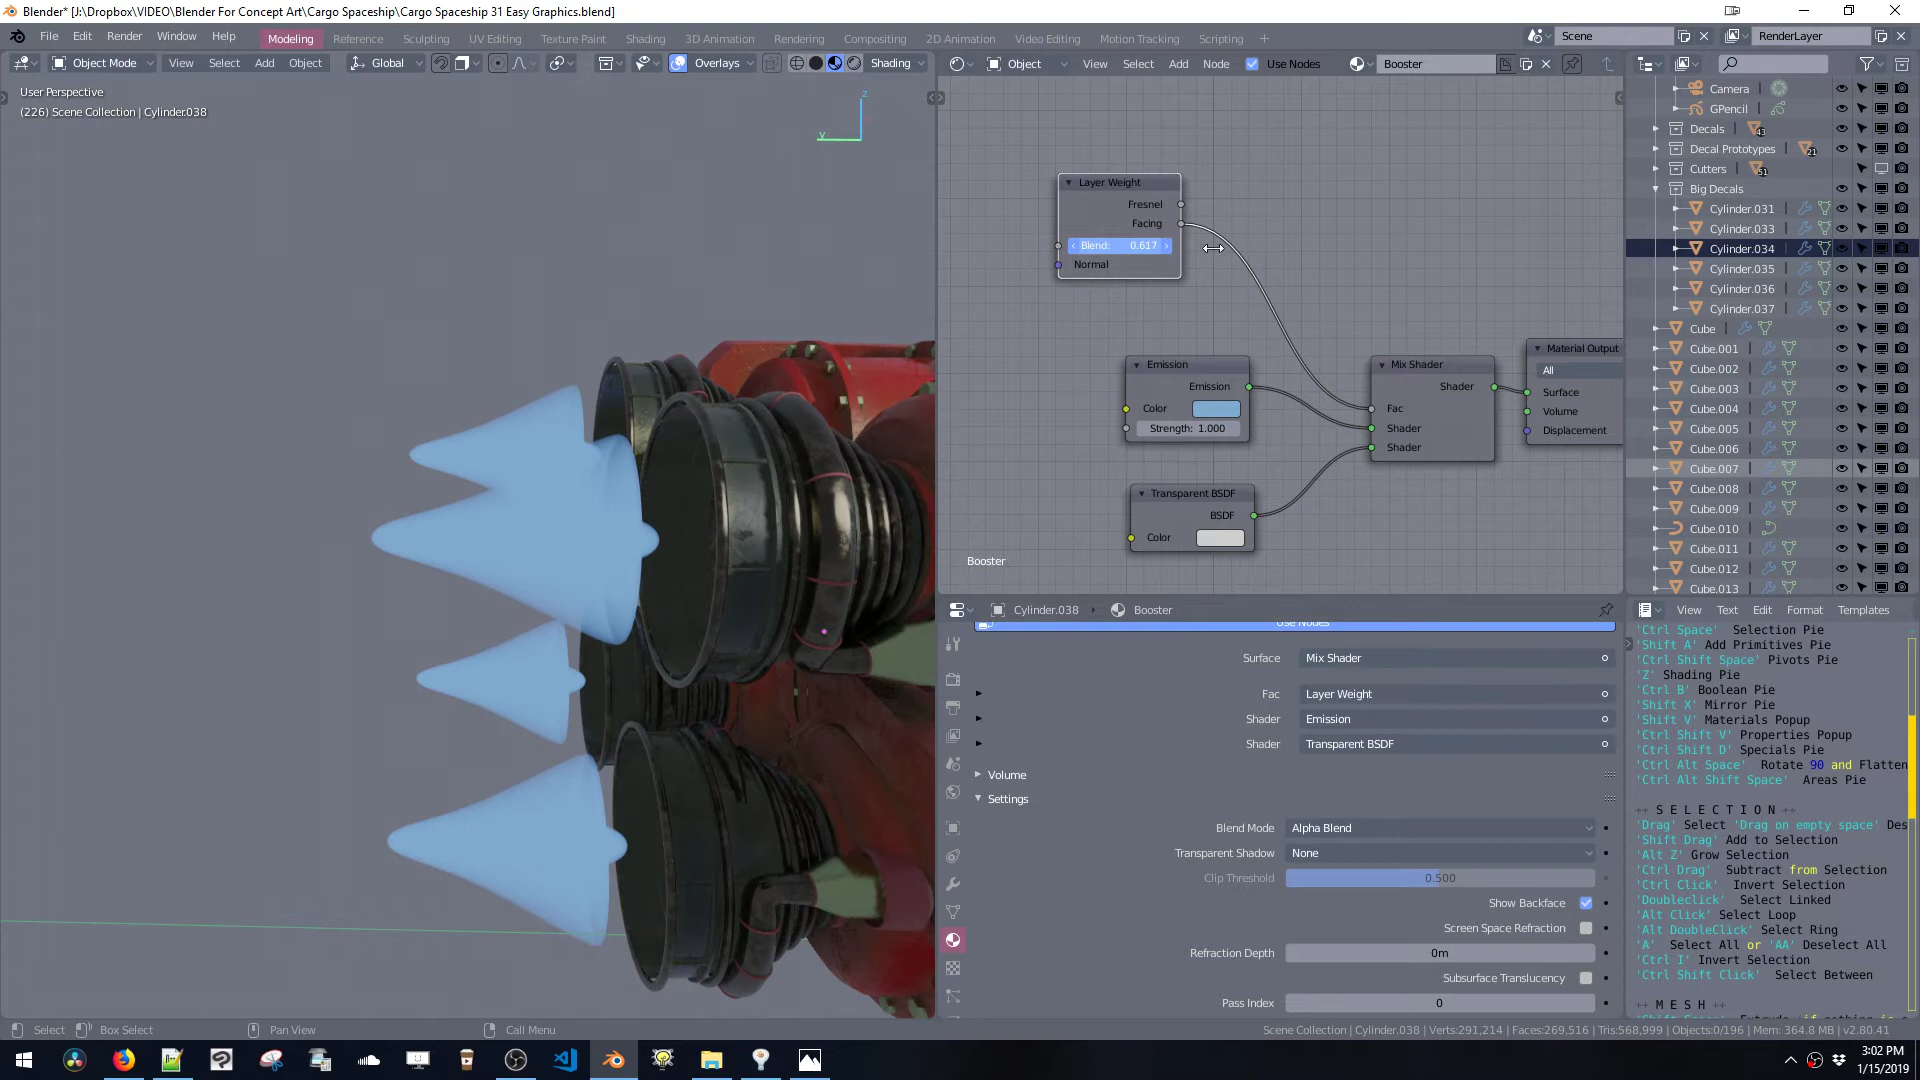 Blender* [J:\Dropbox\VIDEO\Blender For Concept Art\Cargo Spaceship\Cargo Spaceship 31 Easy Graphics.blend]
File Edit Render Window Help Modeling Reference Sculpting UV Editing Texture Paint Shading 3D Animation Rendering Compositing 2D Animation Video Editing Motion Tracking Scripting + Scene RenderLayer
Object Mode View Select Add Object Global Overlays Shading
Object View Select Add Node Use Nodes Booster
User Perspective
(226) Scene Collection | Cylinder.038
z
y
Layer Weight
Fresnel
Facing
Blend: 0.617
Normal
Emission
Emission
Color
Strength: 1.000
Transparent BSDF
BSDF
Color
Mix Shader
Shader
Fac
Shader
Shader
Material Output
All
Surface
Volume
Displacement
Booster
Camera
GPencil
Decals 43
Decal Prototypes 21
Cutters 51
Big Decals
Cylinder.031
Cylinder.033
Cylinder.034
Cylinder.035
Cylinder.036
Cylinder.037
Cube
Cube.001
Cube.002
Cube.003
Cube.004
Cube.005
Cube.006
Cube.007
Cube.008
Cube.009
Cube.010
Cube.011
Cube.012
Cube.013
Cylinder.038 Booster
Use Nodes
Surface Mix Shader
Fac Layer Weight
Shader Emission
Shader Transparent BSDF
Volume
Settings
Blend Mode Alpha Blend
Transparent Shadow None
Clip Threshold 0.500
Show Backface
Screen Space Refraction
Refraction Depth 0m
Subsurface Translucency
Pass Index 0
View Text Edit Format Templates
'Ctrl Space' Selection Pie
'Shift A' Add Primitives Pie
'Ctrl Shift Space' Pivots Pie
'Z' Shading Pie
'Ctrl B' Boolean Pie
'Shift X' Mirror Pie
'Shift V' Materials Popup
'Ctrl Shift V' Properties Popup
'Ctrl Shift D' Specials Pie
'Ctrl Alt Space' Rotate 90 and Flatten
'Ctrl Alt Shift Space' Areas Pie
++ S E L E C T I O N ++
'Drag' Select 'Drag on empty space' Des
'Shift Drag' Add to Selection
'Alt Z' Grow Selection
'Ctrl Drag' Subtract from Selection
'Ctrl Click' Invert Selection
'Doubleclick' Select Linked
'Alt Click' Select Loop
'Alt DoubleClick' Select Ring
'A' Select All or 'AA' Deselect All
'Ctrl I' Invert Selection
'Ctrl Shift Click' Select Between
++ M E S H ++
Select Box Select Pan View Call Menu
Scene Collection | Cylinder.038 | Verts:291,214 | Faces:269,516 | Tris:568,999 | Objects:0/196 | Mem: 364.8 MB | v2.80.41
3:02 PM
1/15/2019